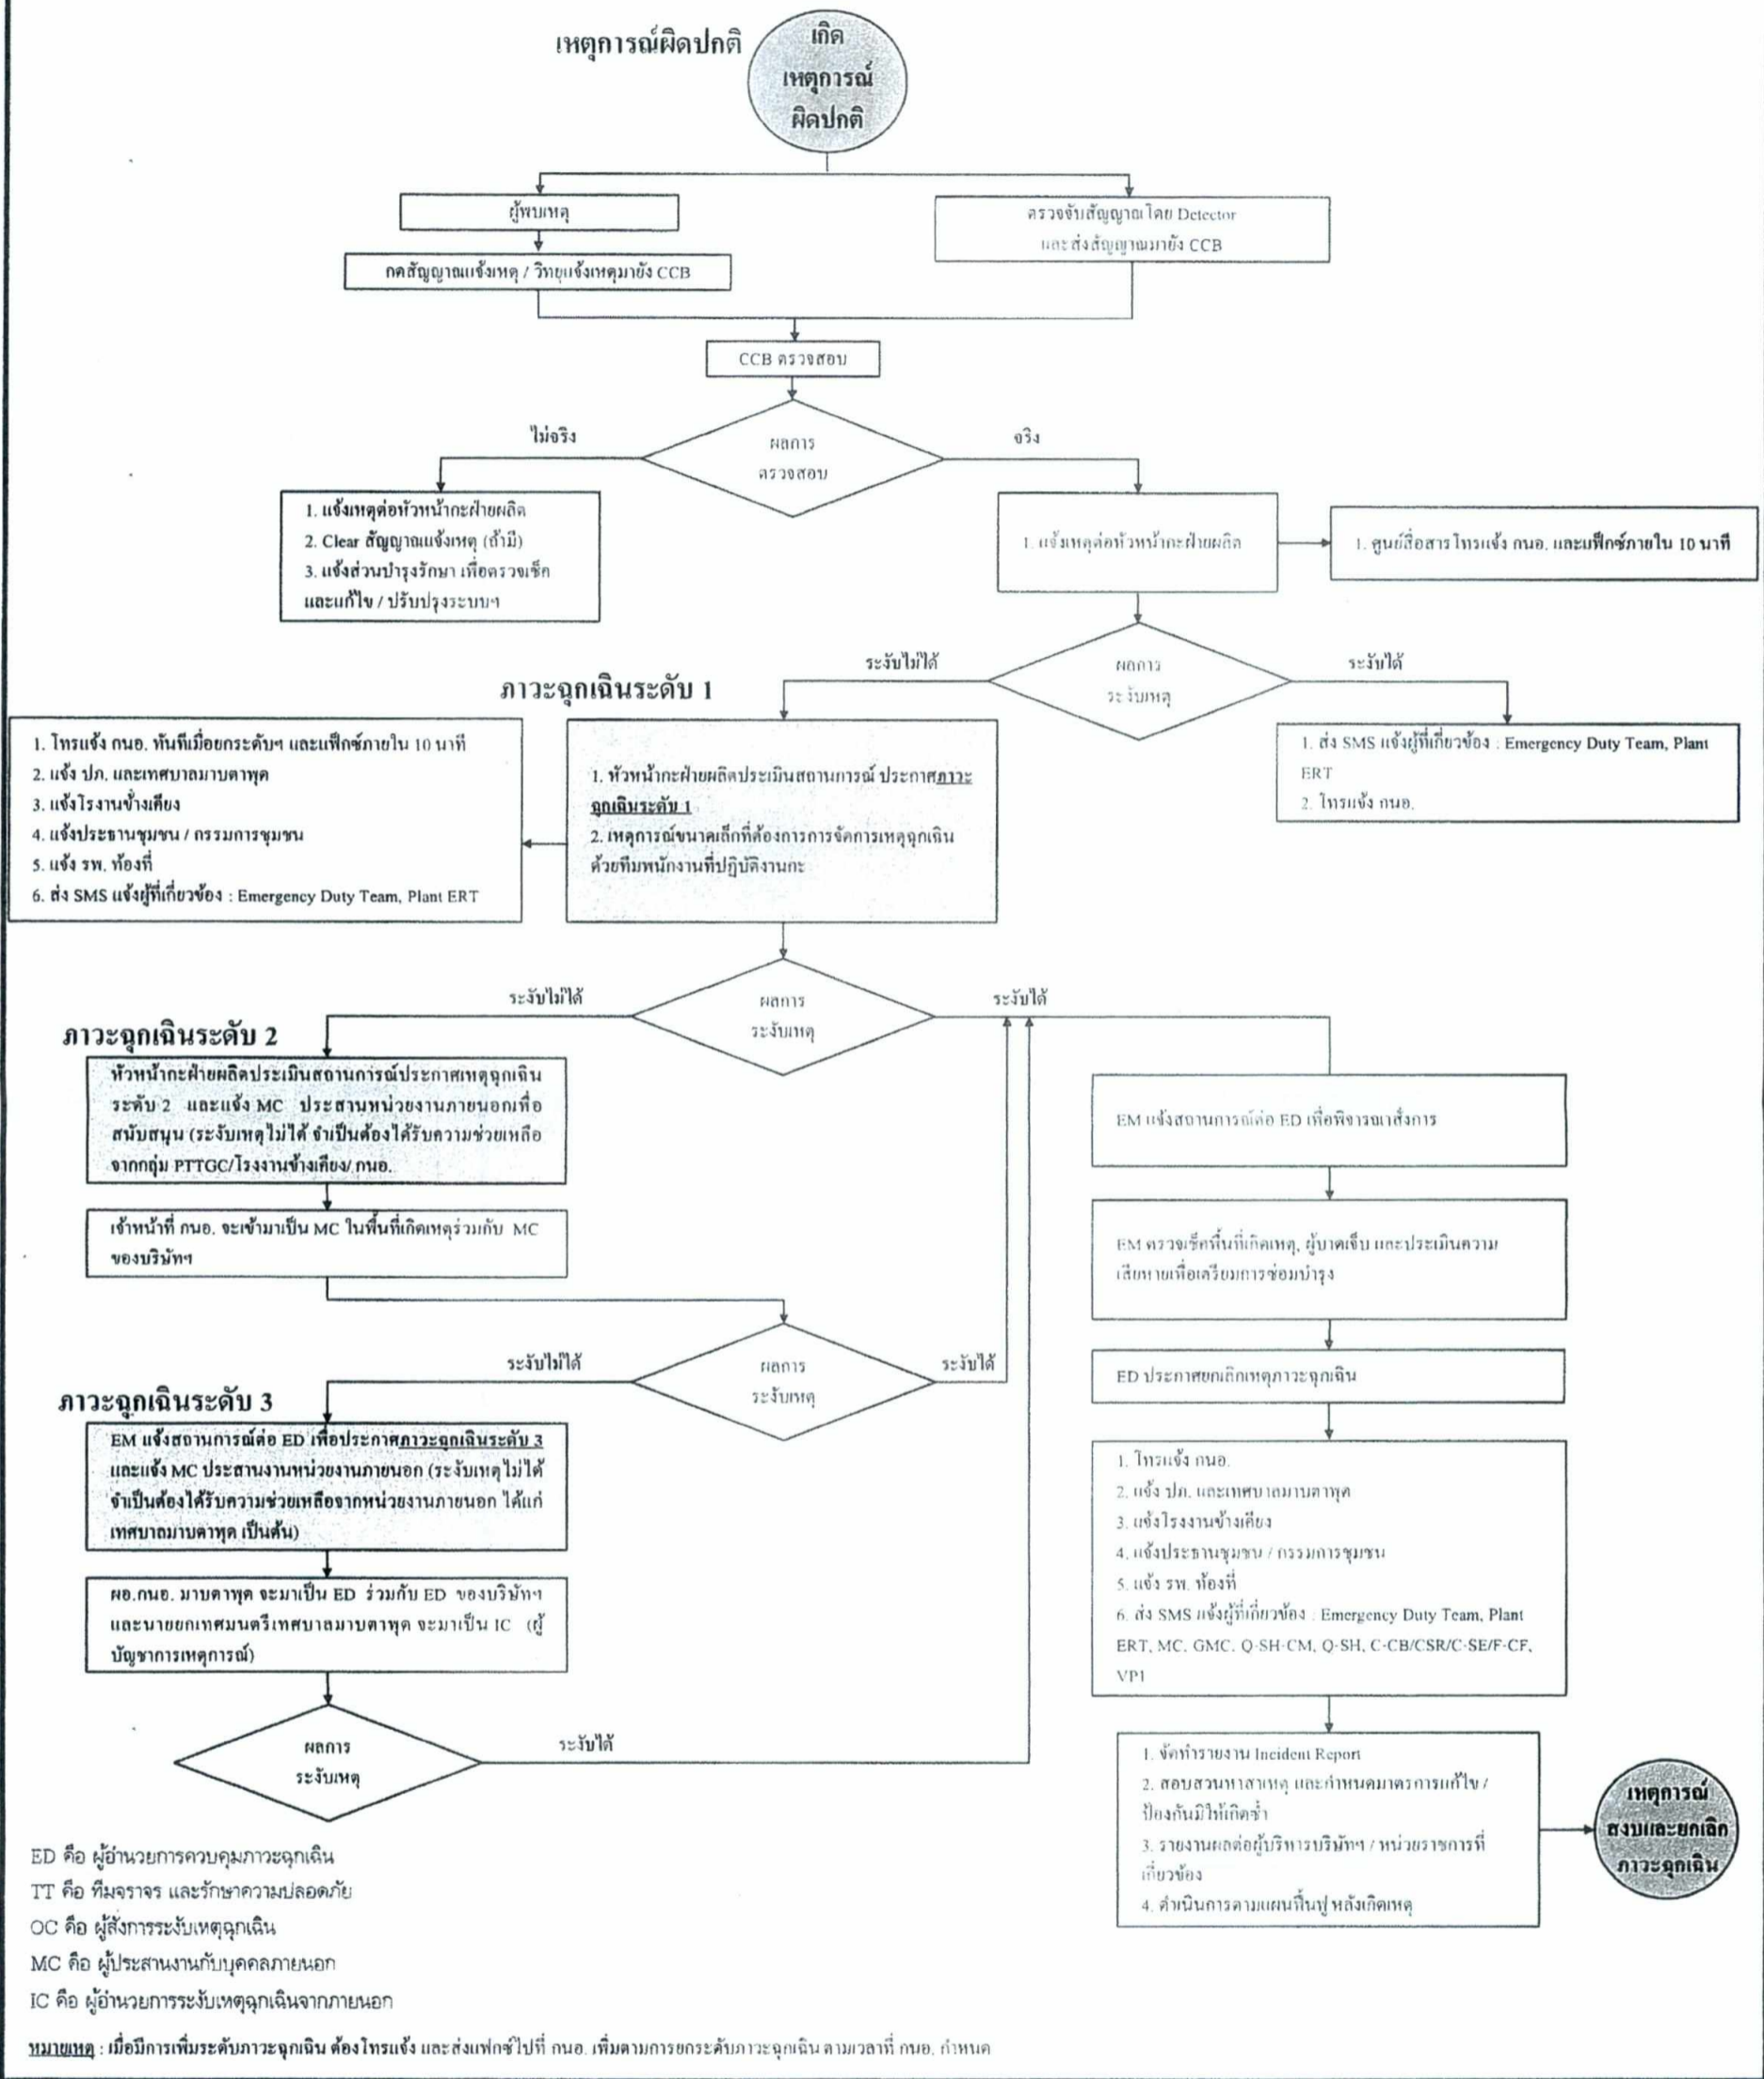 เหตุการณ์ผิดปกติ
เกิด
เหตุการณ์
ผิดปกติ
ผู้พบเหตุ
ตรวจจับสัญญาณโดย Detector
และส่งสัญญาณมายัง CCB
กดสัญญาณแจ้งเหตุ / วิทยุแจ้งเหตุมายัง CCB
CCB ตรวจสอบ
ไม่จริง
ผลการ
ตรวจสอบ
จริง
1. แจ้งเหตุต่อหัวหน้ากะฝ่ายผลิต
2. Clear สัญญาณแจ้งเหตุ (ถ้ามี)
3. แจ้งส่วนบำรุงรักษา เพื่อตรวจเช็ค
และแก้ไข / ปรับปรุงระบบฯ
1. แจ้งเหตุต่อหัวหน้ากะฝ่ายผลิต
1. ศูนย์สื่อสารโทรแจ้ง กนอ. และแฟ็กซ์ภายใน 10 นาที
ระงับไม่ได้
ผลการ
ระงับเหตุ
ระงับได้
1. ส่ง SMS แจ้งผู้ที่เกี่ยวข้อง : Emergency Duty Team, Plant
ERT
2. โทรแจ้ง กนอ.
ภาวะฉุกเฉินระดับ 1
1. โทรแจ้ง กนอ. ทันทีเมื่อยกระดับฯ และแฟ็กซ์ภายใน 10 นาที
2. แจ้ง ปภ. และเทศบาลมาบตาพุด
3. แจ้งโรงานข้างเคียง
4. แจ้งประธานชุมชน / กรรมการชุมชน
5. แจ้ง รพ. ท้องที่
6. ส่ง SMS แจ้งผู้ที่เกี่ยวข้อง : Emergency Duty Team, Plant ERT
1. หัวหน้ากะฝ่ายผลิตประเมินสถานการณ์ ประกาศภาวะ
ฉุกเฉินระดับ 1
2. เหตุการณ์ขนาดเล็กที่ต้องการการจัดการเหตุฉุกเฉิน
ด้วยทีมพนักงานที่ปฏิบัติงานกะ
ระงับไม่ได้
ผลการ
ระงับเหตุ
ระงับได้
ภาวะฉุกเฉินระดับ 2
หัวหน้ากะฝ่ายผลิตประเมินสถานการณ์ประกาศเหตุฉุกเฉิน
ระดับ 2 และแจ้ง MC ประสานหน่วยงานภายนอกเพื่อ
สนับสนุน (ระงับเหตุไม่ได้ จำเป็นต้องได้รับความช่วยเหลือ
จากกลุ่ม PTTGC/โรงงานข้างเคียง/ กนอ.
เจ้าหน้าที่ กนอ. จะเข้ามาเป็น MC ในพื้นที่เกิดเหตุร่วมกับ MC
ของบริษัทฯ
ระงับไม่ได้
ผลการ
ระงับเหตุ
ระงับได้
ภาวะฉุกเฉินระดับ 3
EM แจ้งสถานการณ์ต่อ ED เพื่อประกาศภาวะฉุกเฉินระดับ 3
และแจ้ง MC ประสานงานหน่วยงานภายนอก (ระงับเหตุไม่ได้
จำเป็นต้องได้รับความช่วยเหลือจากหน่วยงานภายนอก ได้แก่
เทศบาลมาบตาพุด เป็นต้น)
ผอ.กนอ. มาบตาพุด จะมาเป็น ED ร่วมกับ ED ของบริษัทฯ
และนายยกเทศมนตรีเทศบาลมาบตาพุด จะมาเป็น IC (ผู้
บัญชาการเหตุการณ์)
ผลการ
ระงับเหตุ
ระงับได้
EM แจ้งสถานการณ์ต่อ ED เพื่อพิจารณาสั่งการ
EM ตรวจเช็คพื้นที่เกิดเหตุ, ผู้บาดเจ็บ และประเมินความ
เสียหายเพื่อเตรียมการซ่อมบำรุง
ED ประกาศยกเลิกเหตุภาวะฉุกเฉิน
1. โทรแจ้ง กนอ.
2. แจ้ง ปภ. และเทศบาลมาบตาพุด
3. แจ้งโรงงานข้างเคียง
4. แจ้งประธานชุมชน / กรรมการชุมชน
5. แจ้ง รพ. ท้องที่
6. ส่ง SMS แจ้งผู้ที่เกี่ยวข้อง : Emergency Duty Team, Plant
ERT, MC, GMC, Q-SH-CM, Q-SH, C-CB/CSR/C-SE/F-CF,
VP1
1. จัดทำรายงาน Incident Report
2. สอบสวนหาสาเหตุ และกำหนดมาตรการแก้ไข /
ป้องกันมิให้เกิดซ้ำ
3. รายงานผลต่อผู้บริหารบริษัทฯ / หน่วยราชการที่
เกี่ยวข้อง
4. ดำเนินการตามแผนฟื้นฟู หลังเกิดเหตุ
เหตุการณ์
สงบและยกเลิก
ภาวะฉุกเฉิน
ED คือ ผู้อำนวยการควบคุมภาวะฉุกเฉิน
TT คือ ทีมจราจร และรักษาความปลอดภัย
OC คือ ผู้สั่งการระงับเหตุฉุกเฉิน
MC คือ ผู้ประสานงานกับบุคคลภายนอก
IC คือ ผู้อำนวยการระงับเหตุฉุกเฉินจากภายนอก
หมายเหตุ : เมื่อมีการเพิ่มระดับภาวะฉุกเฉิน ต้องโทรแจ้ง และส่งแฟกซ์ไปที่ กนอ. เพิ่มตามการยกระดับภาวะฉุกเฉิน ตามเวลาที่ กนอ. กำหนด